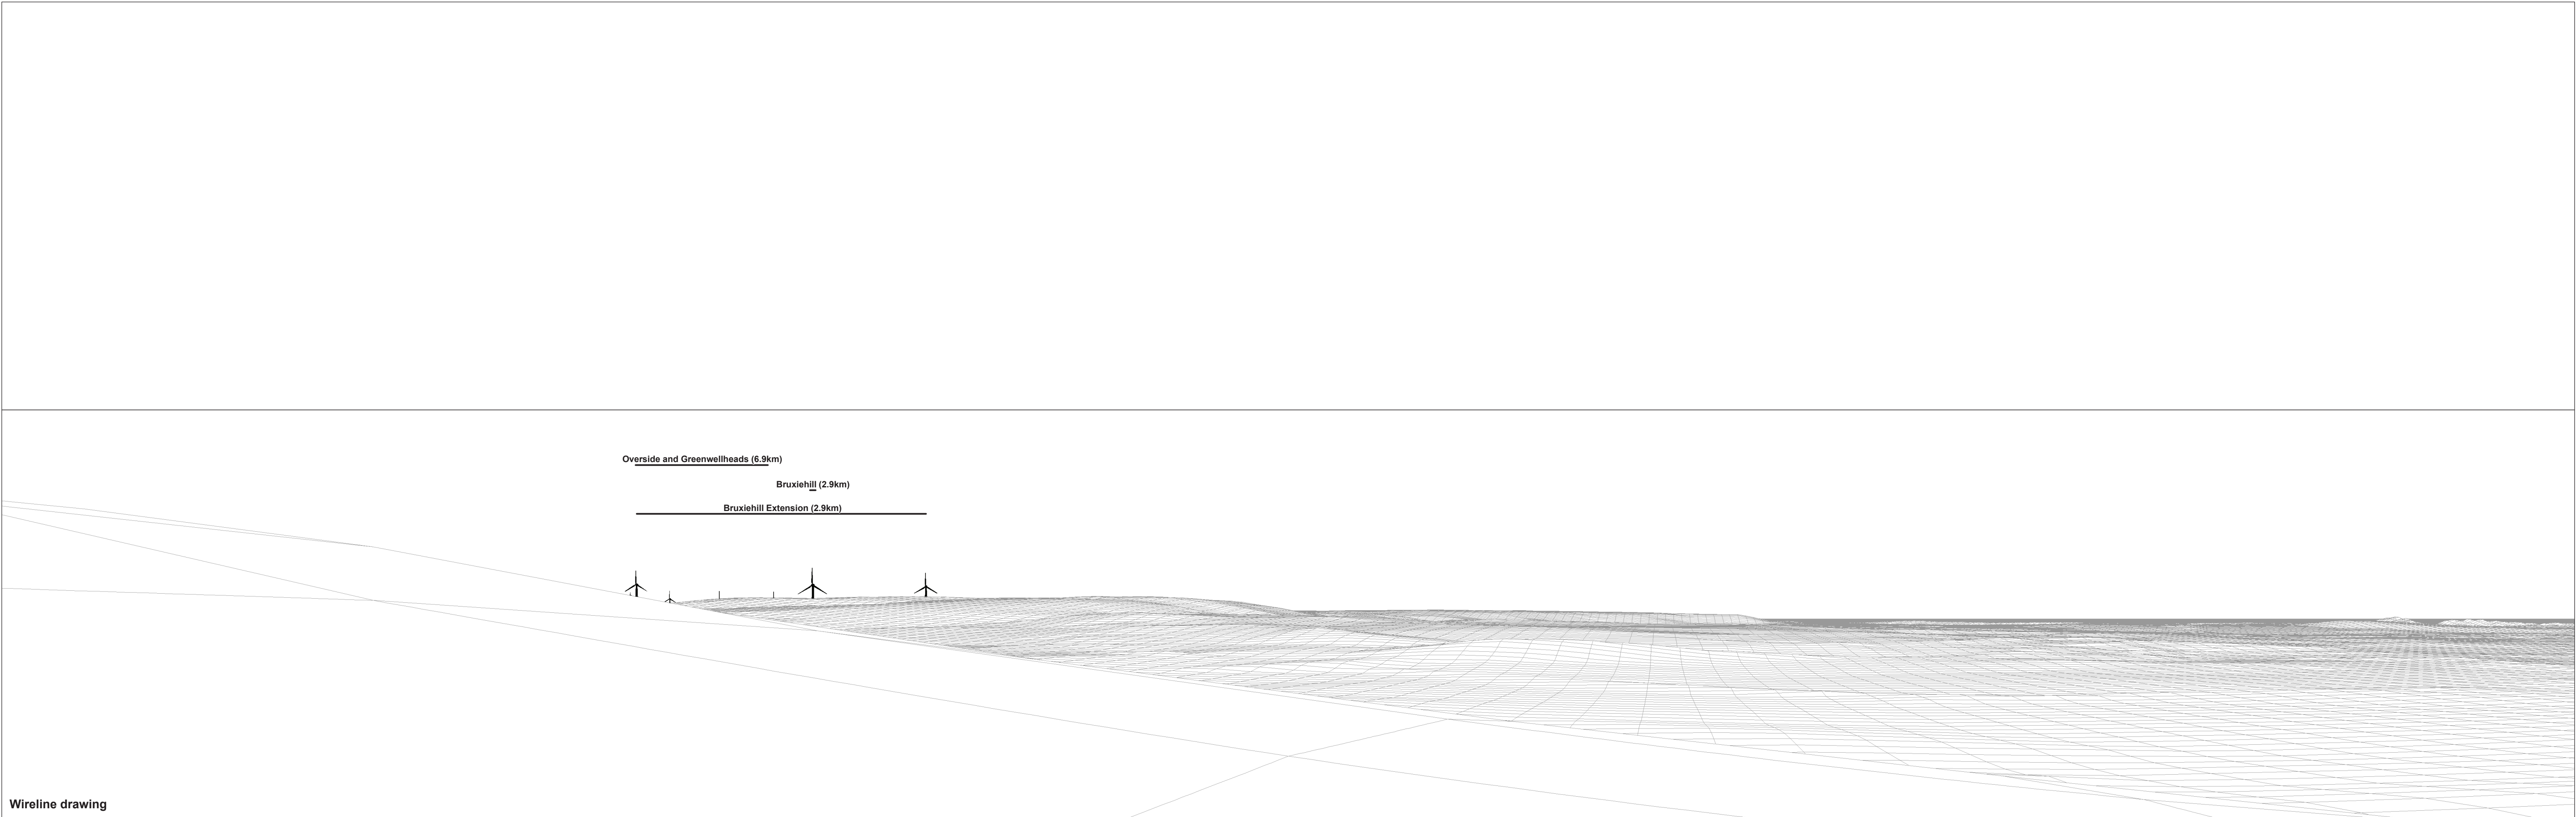 Overside and Greenwellheads (6.9km)
Bruxiehill (2.9km)
Bruxiehill Extension (2.9km)
Wireline drawing